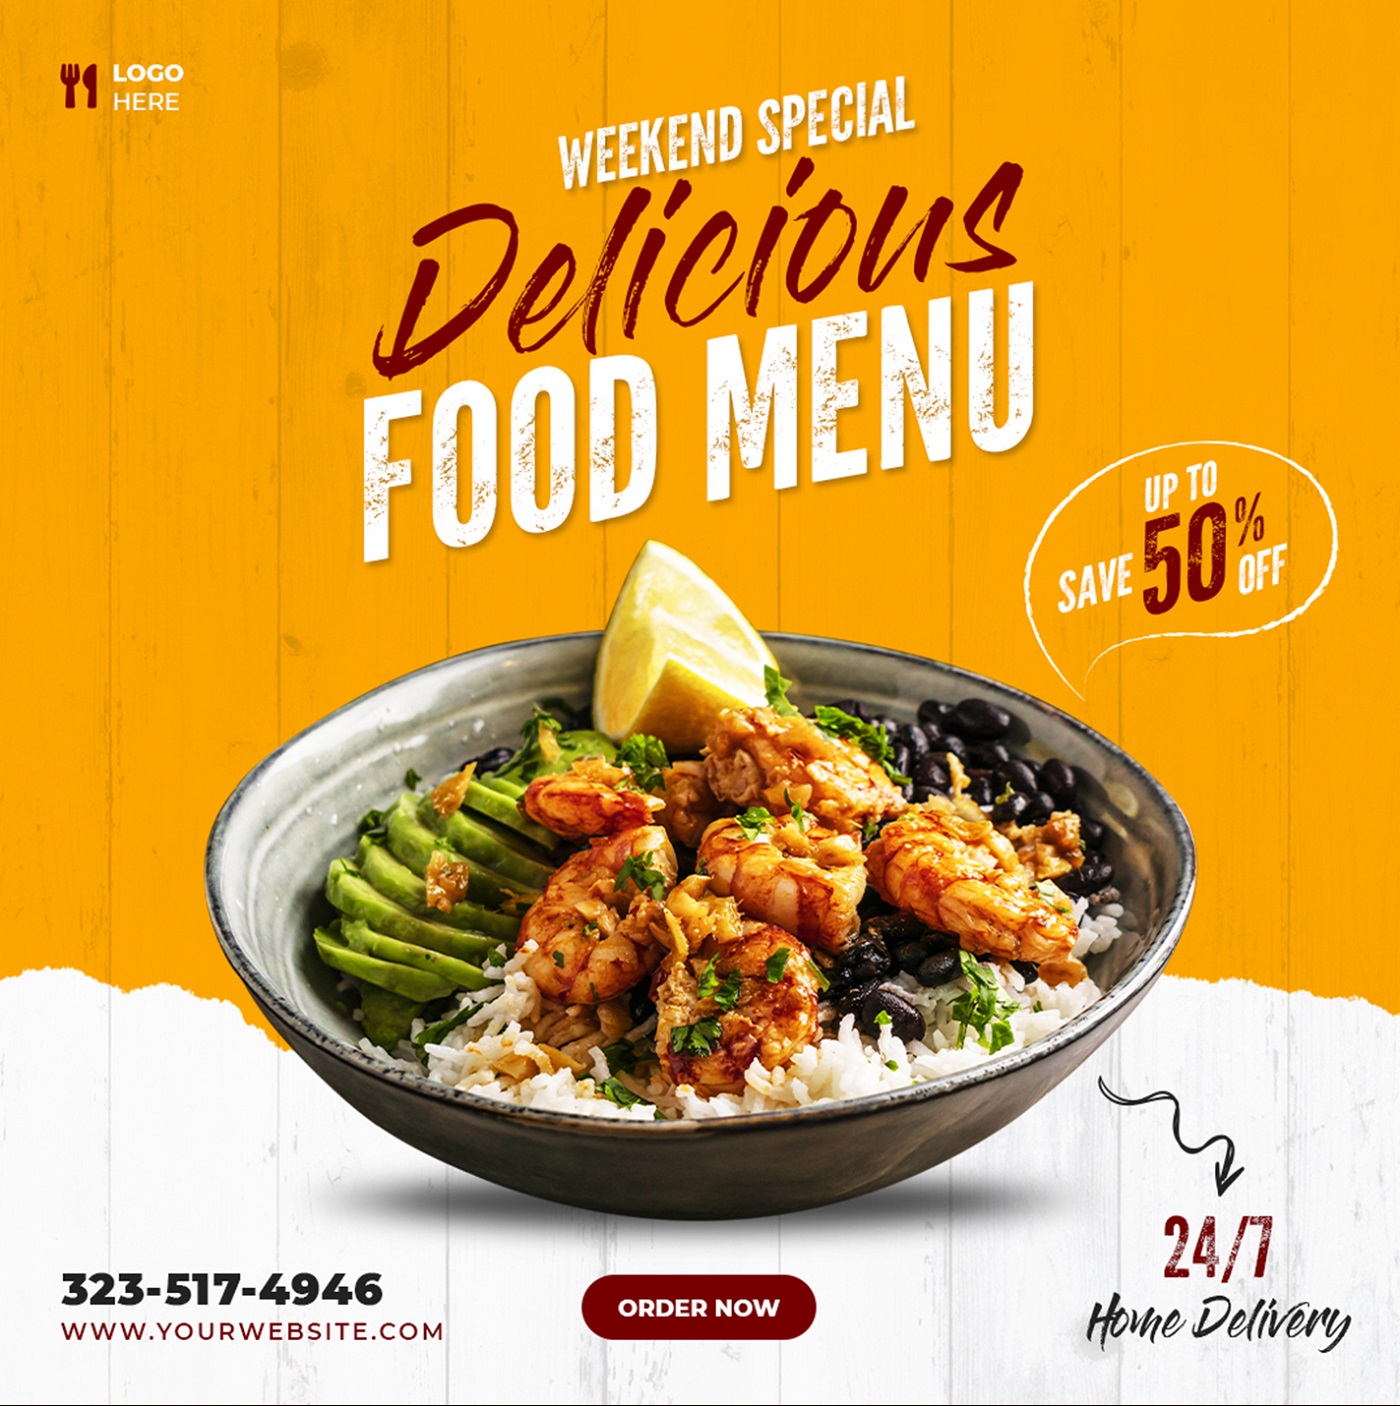 LOGO
HERE
WEEKEND SPECIAL
Delicious
FOOD MENU
UP TO
SAVE 50% OFF
24/7
Home Delivery
323-517-4946
WWW.YOURWEBSITE.COM
ORDER NOW